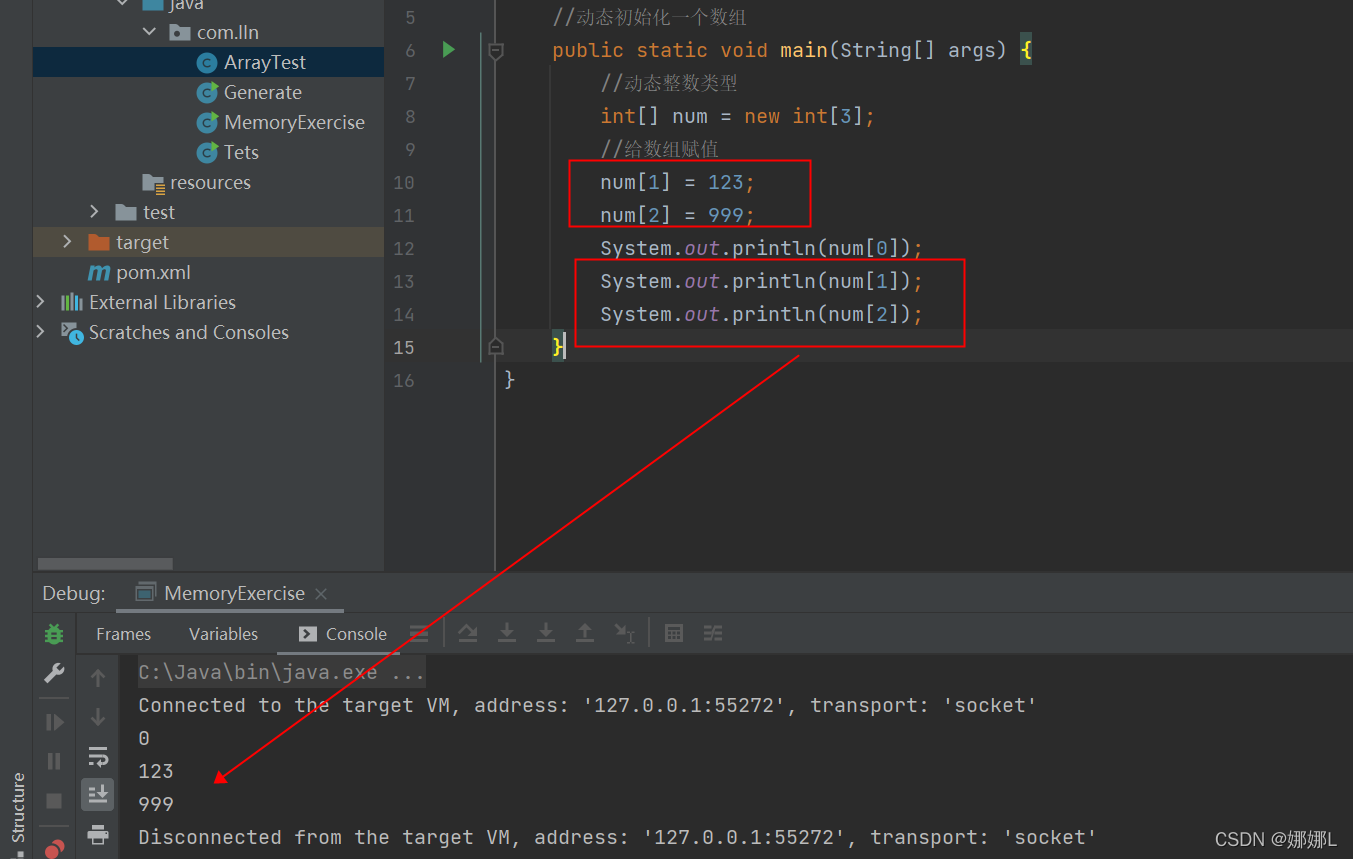 java
com.lln
ArrayTest
Generate
MemoryExercise
Tets
resources
test
target
pom.xml
External Libraries
Scratches and Consoles
5 //动态初始化一个数组
6 public static void main(String[] args) {
7 //动态整数类型
8 int[] num = new int[3];
9 //给数组赋值
10 num[1] = 123;
11 num[2] = 999;
12 System.out.println(num[0]);
13 System.out.println(num[1]);
14 System.out.println(num[2]);
15 }
16 }
Debug: MemoryExercise
Frames Variables Console
C:\Java\bin\java.exe ...
Connected to the target VM, address: '127.0.0.1:55272', transport: 'socket'
0
123
999
Disconnected from the target VM, address: '127.0.0.1:55272', transport: 'socket'
Structure
CSDN @娜娜L